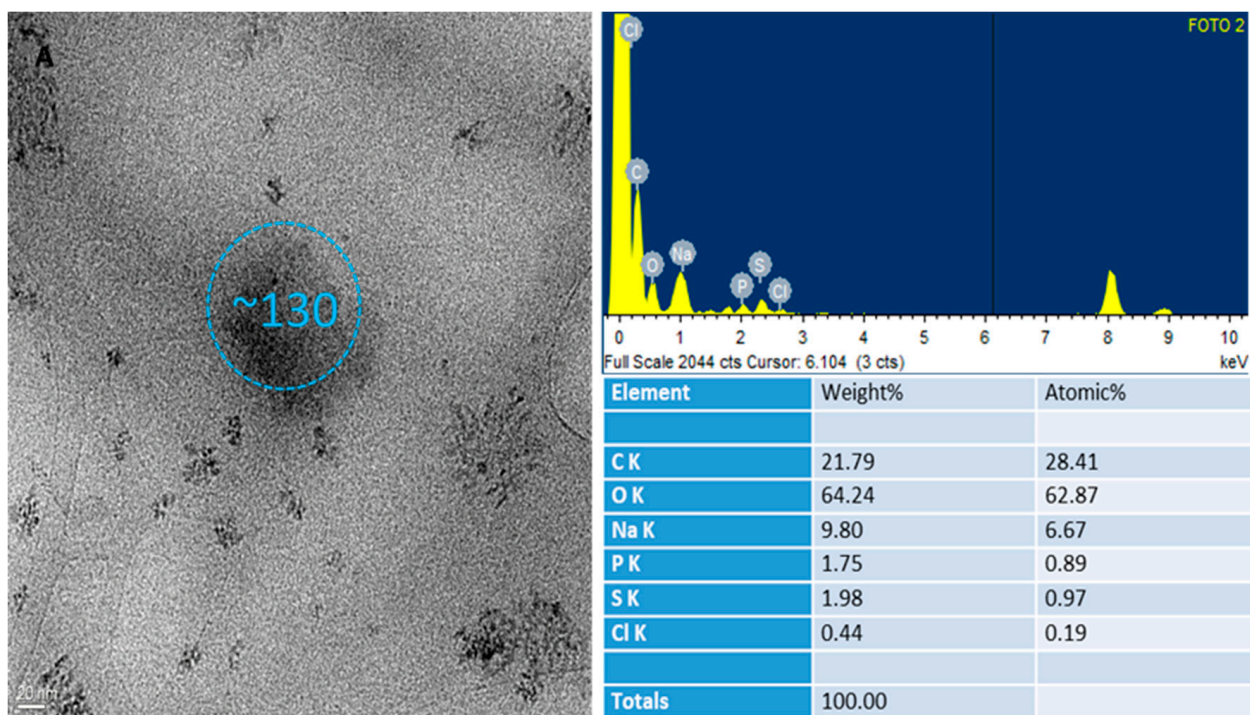 A
~130
20 nm
FOTO 2
Cl
C
O
Na
P
S
Cl
0 1 2 3 4 5 6 7 8 9 10
Full Scale 2044 cts Cursor: 6.104 (3 cts)
keV
Element Weight% Atomic%
C K 21.79 28.41
O K 64.24 62.87
Na K 9.80 6.67
P K 1.75 0.89
S K 1.98 0.97
Cl K 0.44 0.19
Totals 100.00